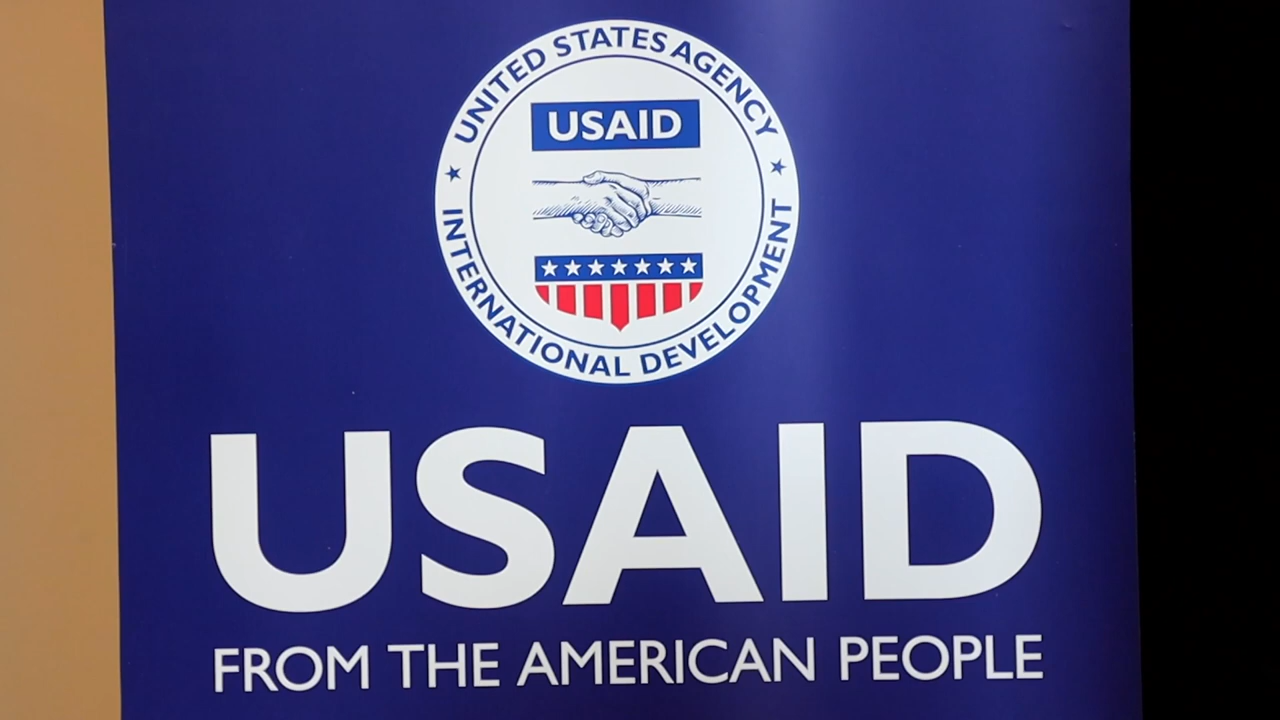 UNITED STATES AGENCY
USAID
INTERNATIONAL DEVELOPMENT
USAID
FROM THE AMERICAN PEOPLE